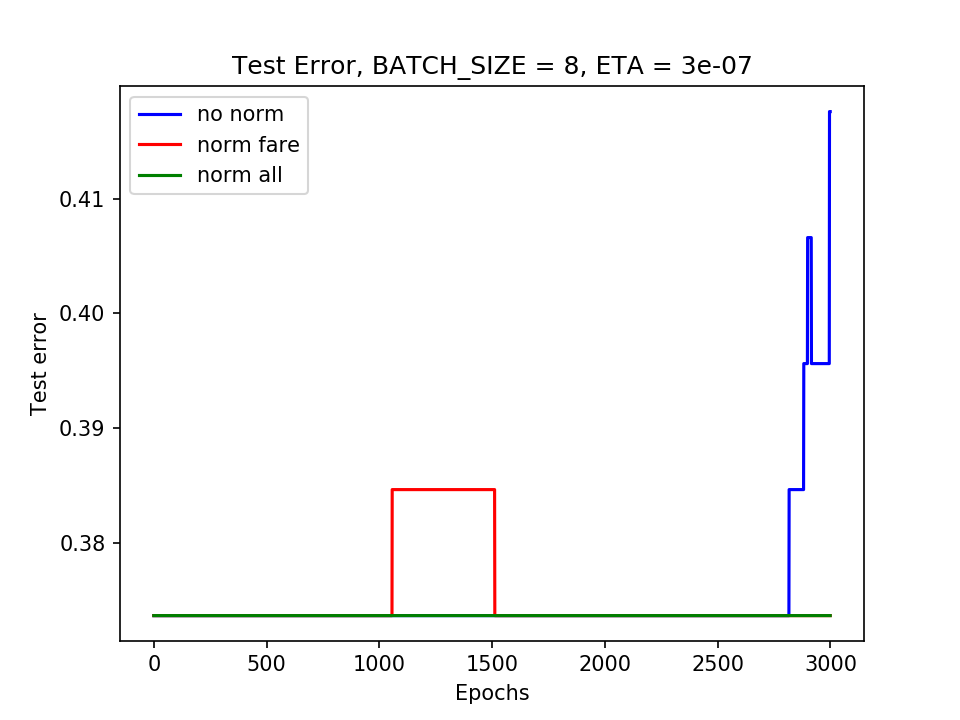 Test Error, BATCH_SIZE = 8, ETA = 3e-07
no norm
norm fare
norm all
0.41
0.40
0.39
0.38
Test error
0 500 1000 1500 2000 2500 3000
Epochs